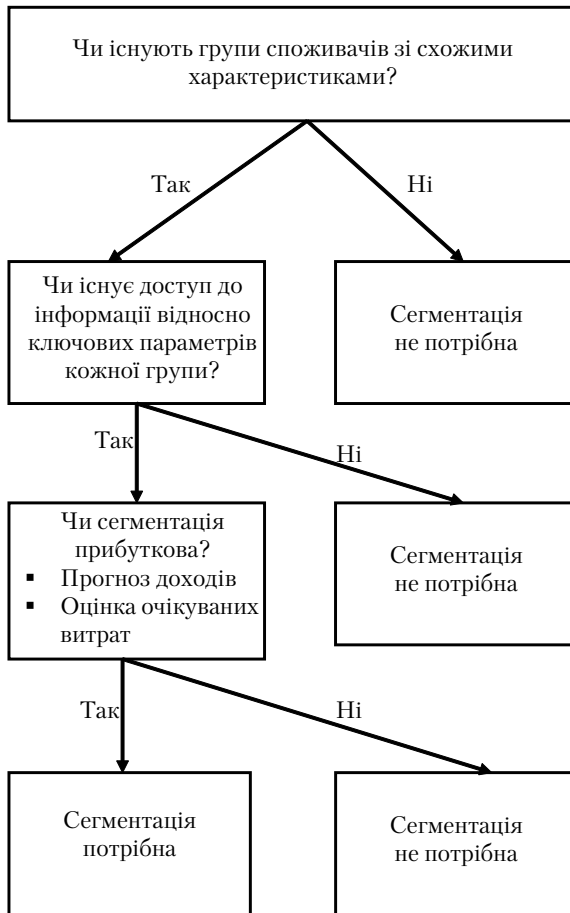 Чи існують групи споживачів зі схожими
характеристиками?
Так
Ні
Чи існує доступ до
інформації відносно
ключових параметрів
кожної групи?
Сегментація
не потрібна
Так
Ні
Чи сегментація
прибуткова?
▪ Прогноз доходів
▪ Оцінка очікуваних
витрат
Сегментація
не потрібна
Так
Ні
Сегментація
потрібна
Сегментація
не потрібна